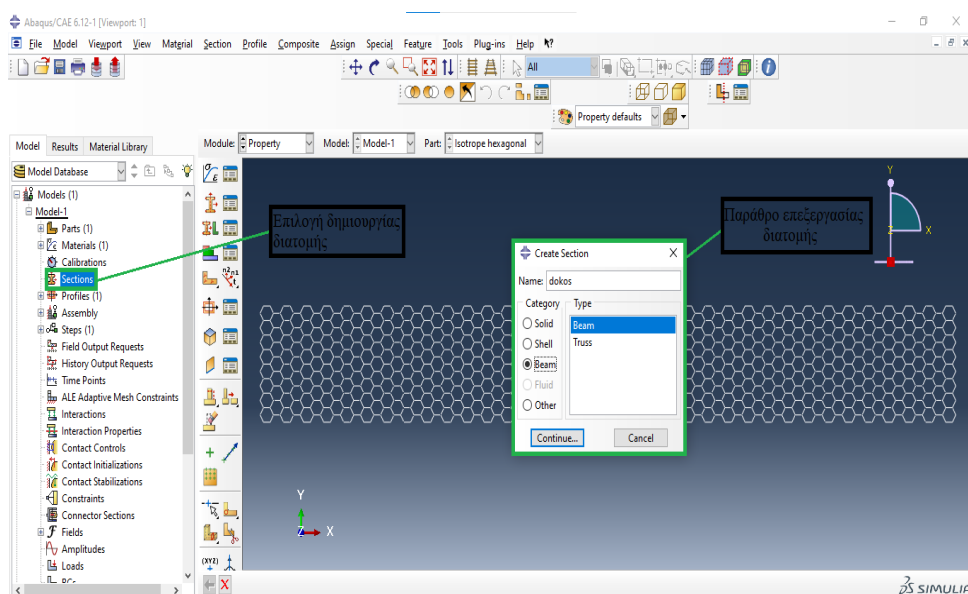 Abaqus/CAE 6.12-1 [Viewport: 1]
File Model Viewport View Material Section Profile Composite Assign Special Feature Tools Plug-ins Help
All
Property defaults
Model Results Material Library
Module: Property Model: Model-1 Part: Isotrope hexagonal
Model Database
Models (1)
Model-1
Parts (1)
Materials (1)
Calibrations
Sections
Profiles (1)
Assembly
Steps (1)
Field Output Requests
History Output Requests
Time Points
ALE Adaptive Mesh Constraints
Interactions
Interaction Properties
Contact Controls
Contact Initializations
Contact Stabilizations
Constraints
Connector Sections
Fields
Amplitudes
Loads
BCs
Επιλογή δημιουργίας
διατομής
Παράθρο επεξεργασίας
διατομής
Create Section
Name: dokos
Category Type
Solid
Shell
Beam
Fluid
Other
Beam
Truss
Continue... Cancel
Y
X
Z
Y
Z X
(XYZ)
SIMULIA